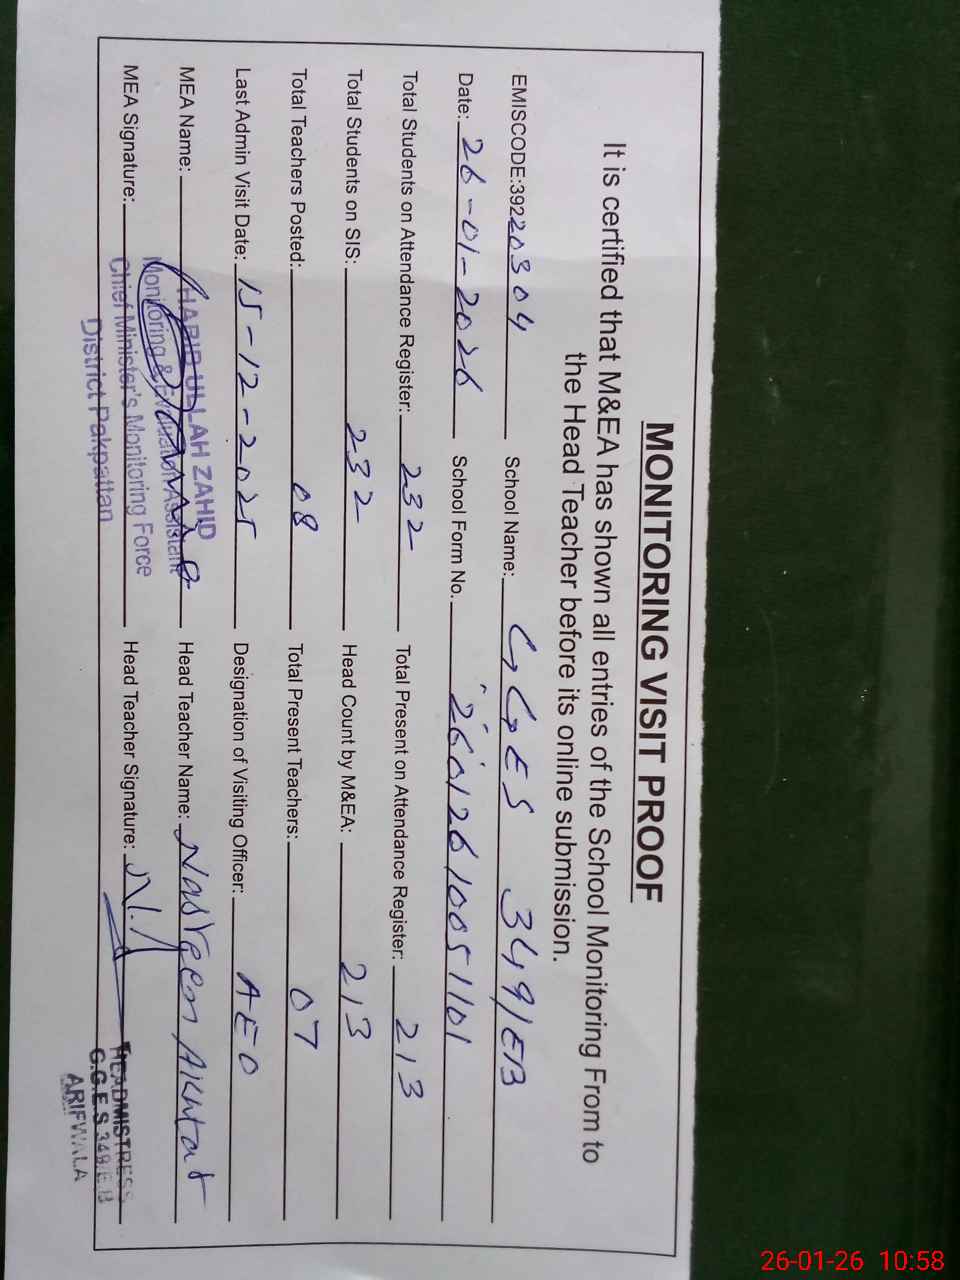 MONITORING VISIT PROOF
It is certified that M&EA has shown all entries of the School Monitoring From to
the Head Teacher before its online submission.
EMISCODE:39220304 School Name: GGES 349/EB
Date: 26-01-2026 School Form No. 26012610051101
Total Students on Attendance Register: 232 Total Present on Attendance Register: 213
Total Students on SIS: 232 Head Count by M&EA: 213
Total Teachers Posted: 08 Total Present Teachers: 07
Last Admin Visit Date: 15-12-2025 Designation of Visiting Officer: AEO
MEA Name: HABIB ULLAH ZAHID Head Teacher Name: Nasreen Akhtar
Monitoring & Evaluation Assistant
MEA Signature: Chief Minister's Monitoring Force Head Teacher Signature: N.A
District Pakpattan
HEADMISTRESS
G.G.E.S 349/E.B
ARIFWALA
26-01-26 10:58